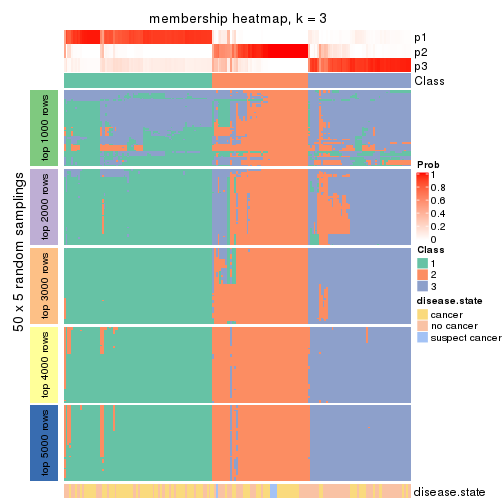 membership heatmap, k = 3
p1
p2
p3
Class
50 x 5 random samplings
top 1000 rows
top 2000 rows
top 3000 rows
top 4000 rows
top 5000 rows
disease.state
Prob
1
0.8
0.6
0.4
0.2
0
Class
1
2
3
disease.state
cancer
no cancer
suspect cancer